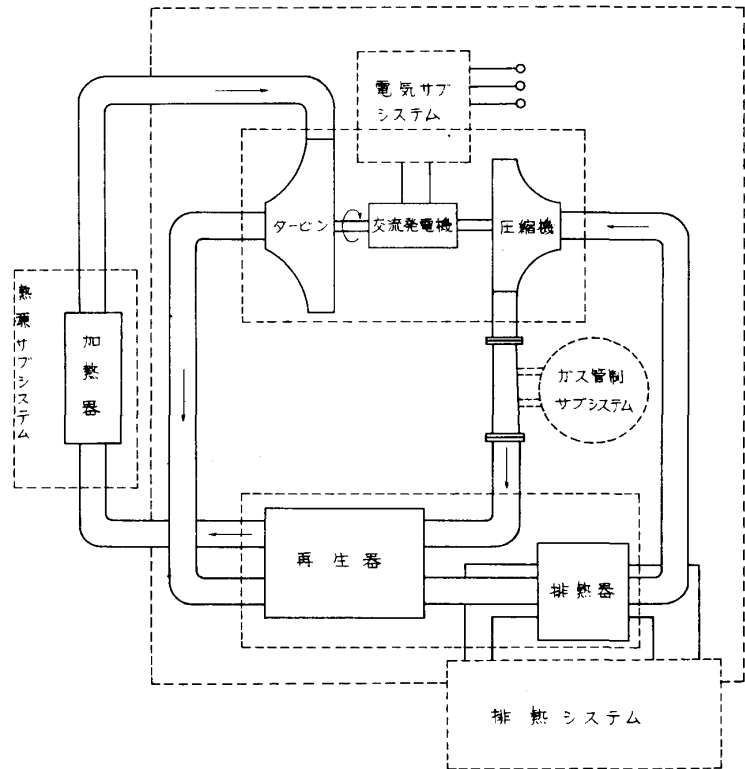 電気サブ
システム
タービン
交流発電機
圧縮機
熱源サブシステム
加熱器
ガス管制
サブシステム
再生器
排熱器
排熱システム